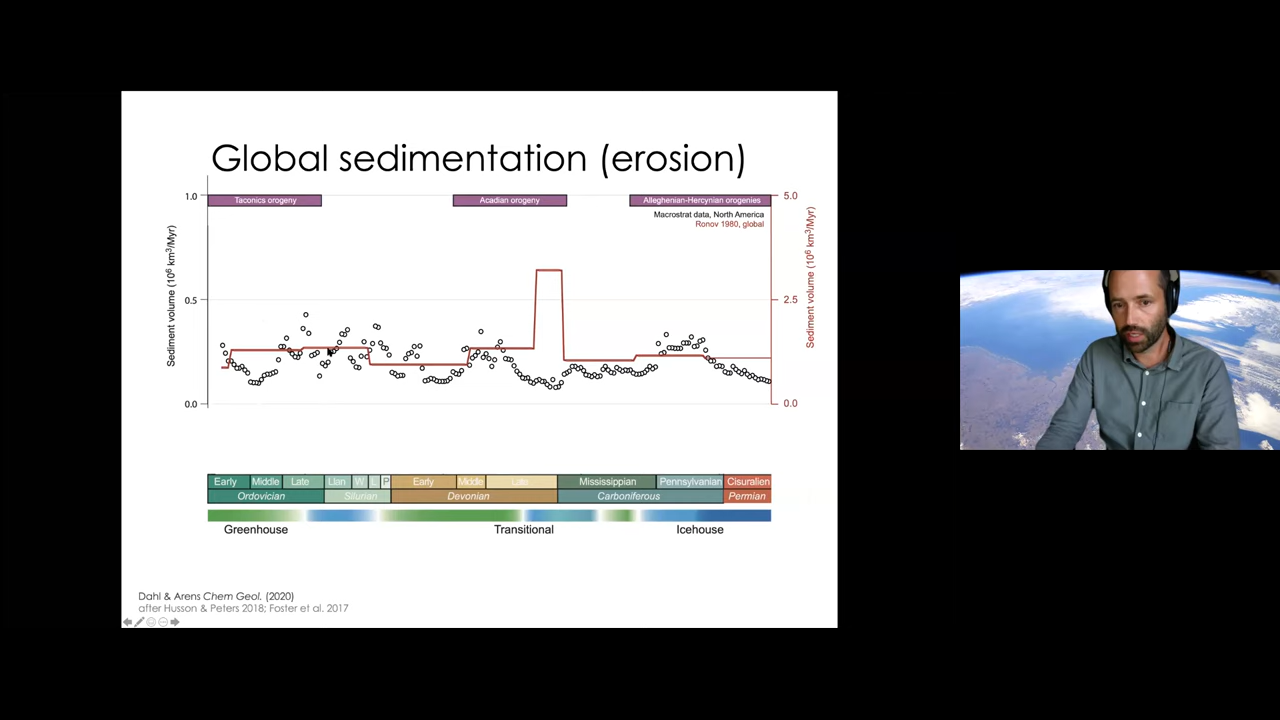 Global sedimentation (erosion)
Taconics orogeny
Acadian orogeny
Alleghenian-Hercynian orogenies
1.0
5.0
Macrostrat data, North America
Ronov 1980, global
Sediment volume (10⁶ km³/Myr)
Sediment volume (10⁶ km³/Myr)
0.5
2.5
0.0
0.0
Early Middle Late Llan W L P Early Middle Late Mississippian Pennsylvanian Cisuralien
Ordovician Silurian Devonian Carboniferous Permian
Greenhouse Transitional Icehouse
Dahl & Arens Chem Geol. (2020)
after Husson & Peters 2018; Foster et al. 2017